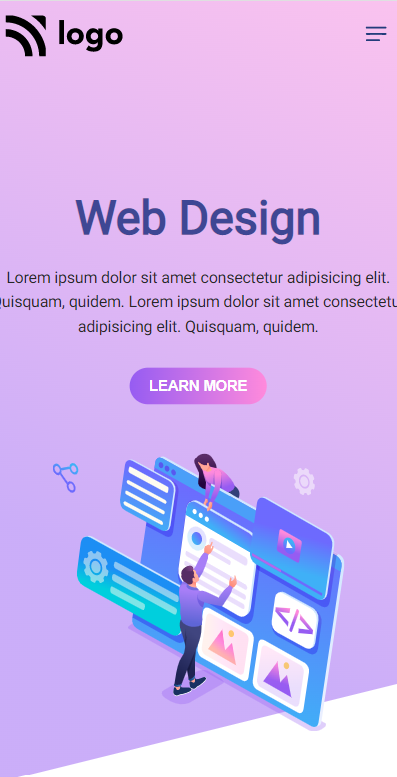 logo
Web Design
Lorem ipsum dolor sit amet consectetur adipisicing elit.
Quisquam, quidem. Lorem ipsum dolor sit amet consectetu
adipisicing elit. Quisquam, quidem.
LEARN MORE
</>